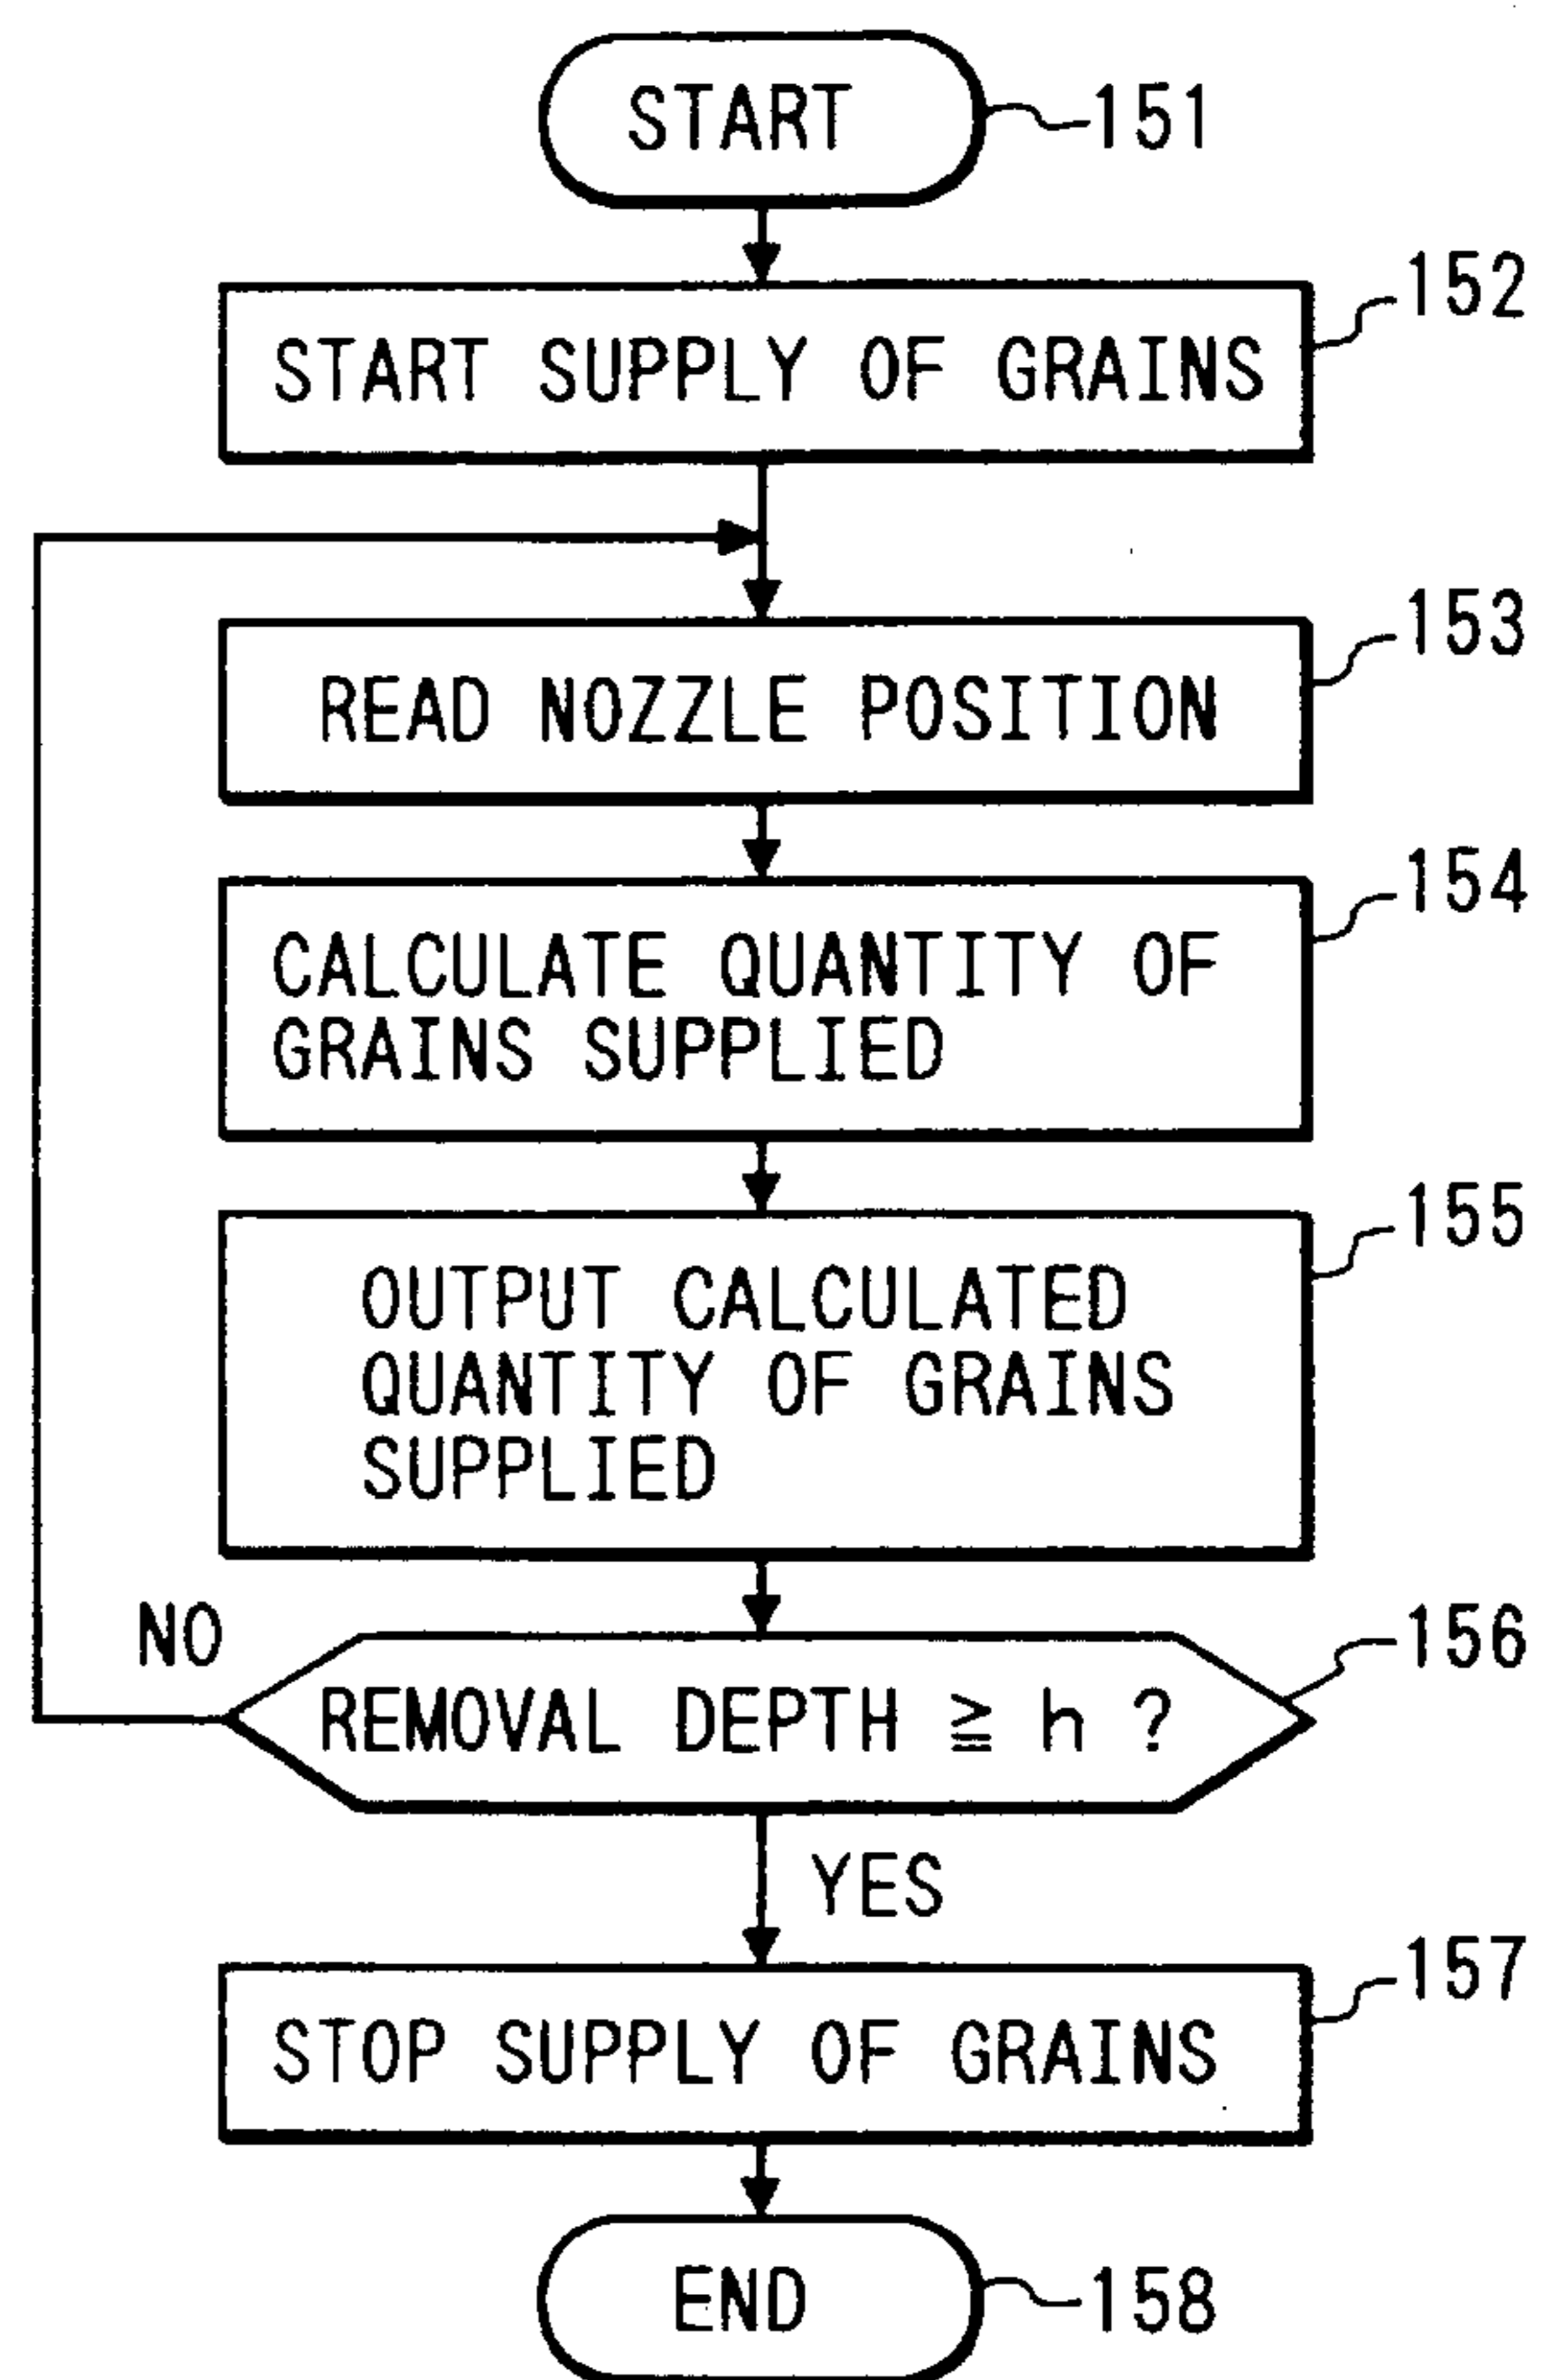 START
151
152
START SUPPLY OF GRAINS
153
READ NOZZLE POSITION
154
CALCULATE QUANTITY OF
GRAINS SUPPLIED
155
OUTPUT CALCULATED
QUANTITY OF GRAINS
SUPPLIED
NO
156
REMOVAL DEPTH ≧ h ?
YES
157
STOP SUPPLY OF GRAINS
END
158